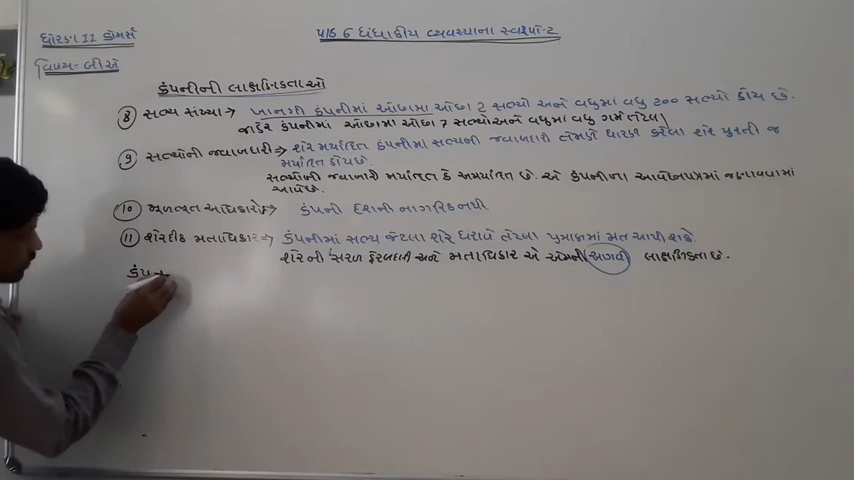 ધોરણ 11 કોમર્સ
પાઠ 6 ધંધાકીય વ્યવસ્થાના સ્વરૂપો-2
વિષય:- બીએ
કંપનીની લાક્ષણિકતાઓ
8 સભ્ય સંખ્યા → ખાનગી કંપનીમાં ઓછામાં ઓછા 2 સભ્યો અને વધુમાં વધુ 200 સભ્યો હોય છે.
જાહેર કંપનીમાં ઓછામા ઓછા 7 સભ્યો અને વધુમાં વધુ ગમે તેટલા
9 સભ્યોની જવાબદારી → શેર મર્યાદિત કંપનીમાં સભ્યની જવાબદારી તેમણે ધારણ કરેલા શેર પુરતી જ
મર્યાદિત હોય છે.
સભ્યોની જવાબદારી મર્યાદિત કે અમર્યાદિત છે. એ કંપનીના આવેદનપત્રમાં જણાવવામાં
આવે છે.
10 મૂળભૂત અધિકારો → કંપની દેશની નાગરિક નથી.
11 શેરદીઠ મતાધિકાર → કંપનીમાં સભ્ય જેટલા શેર ધરાવે તેટલા પ્રમાણમાં મત આપી શકે.
શેરની સરળ ફેરબદલી અને મતાધિકાર એ એમની આગવી લાક્ષણિકતા છે.
કંપન